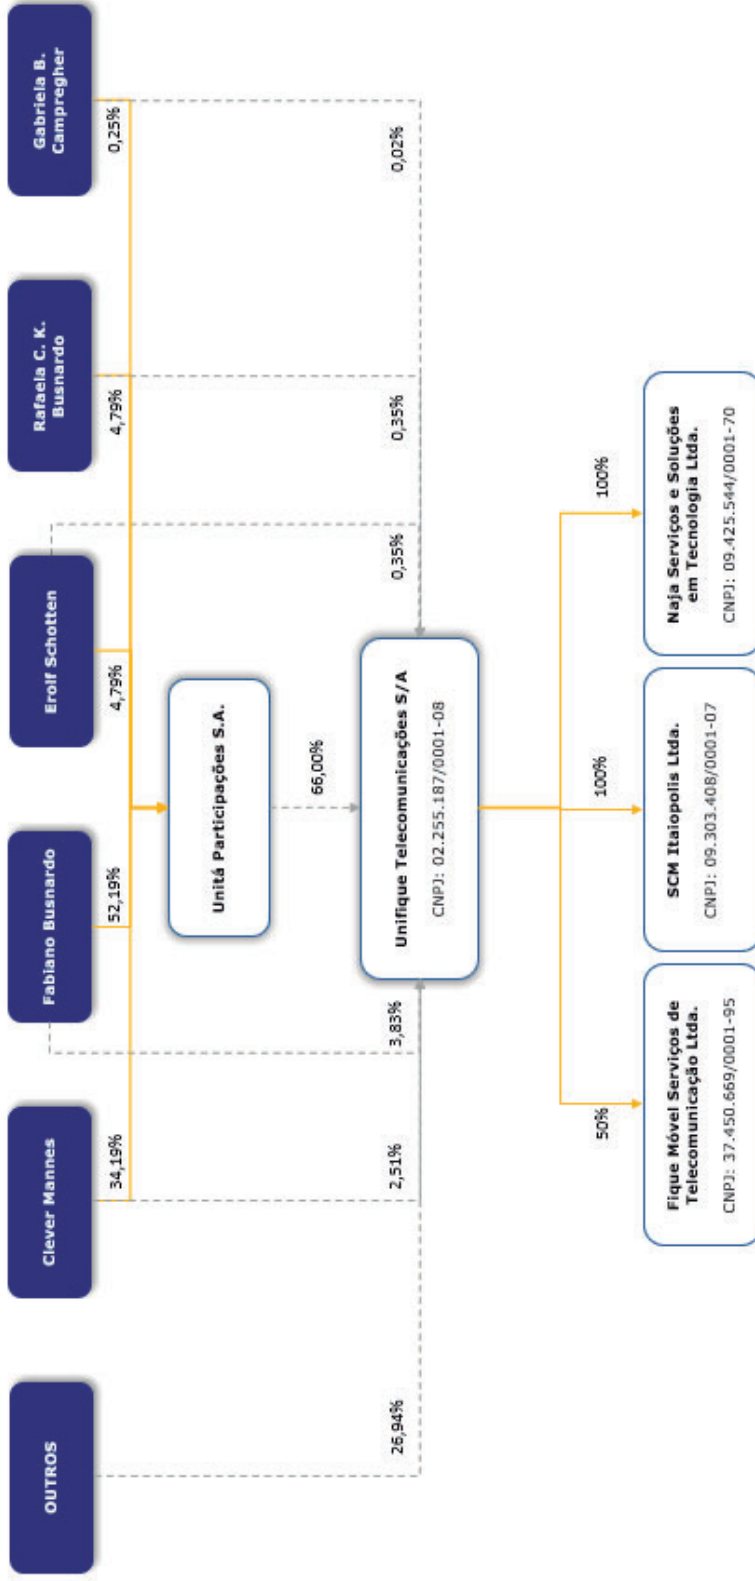 OUTROS
Clever Mannes
Fabiano Busnardo
Erolf Schotten
Rafaela C. K.
Busnardo
Gabriela B.
Campregher
34,19%
52,19%
4,79%
4,79%
0,25%
Unitá Participações S.A.
66,00%
26,94%
2,51%
3,83%
0,35%
0,35%
0,02%
Unifique Telecomunicações S/A
CNPJ: 02.255.187/0001-08
50%
100%
100%
Fique Móvel Serviços de
Telecomunicação Ltda.
CNPJ: 37.450.669/0001-95
SCM Itaiopolis Ltda.
CNPJ: 09.303.408/0001-07
Naja Serviços e Soluções
em Tecnologia Ltda.
CNPJ: 09.425.544/0001-70